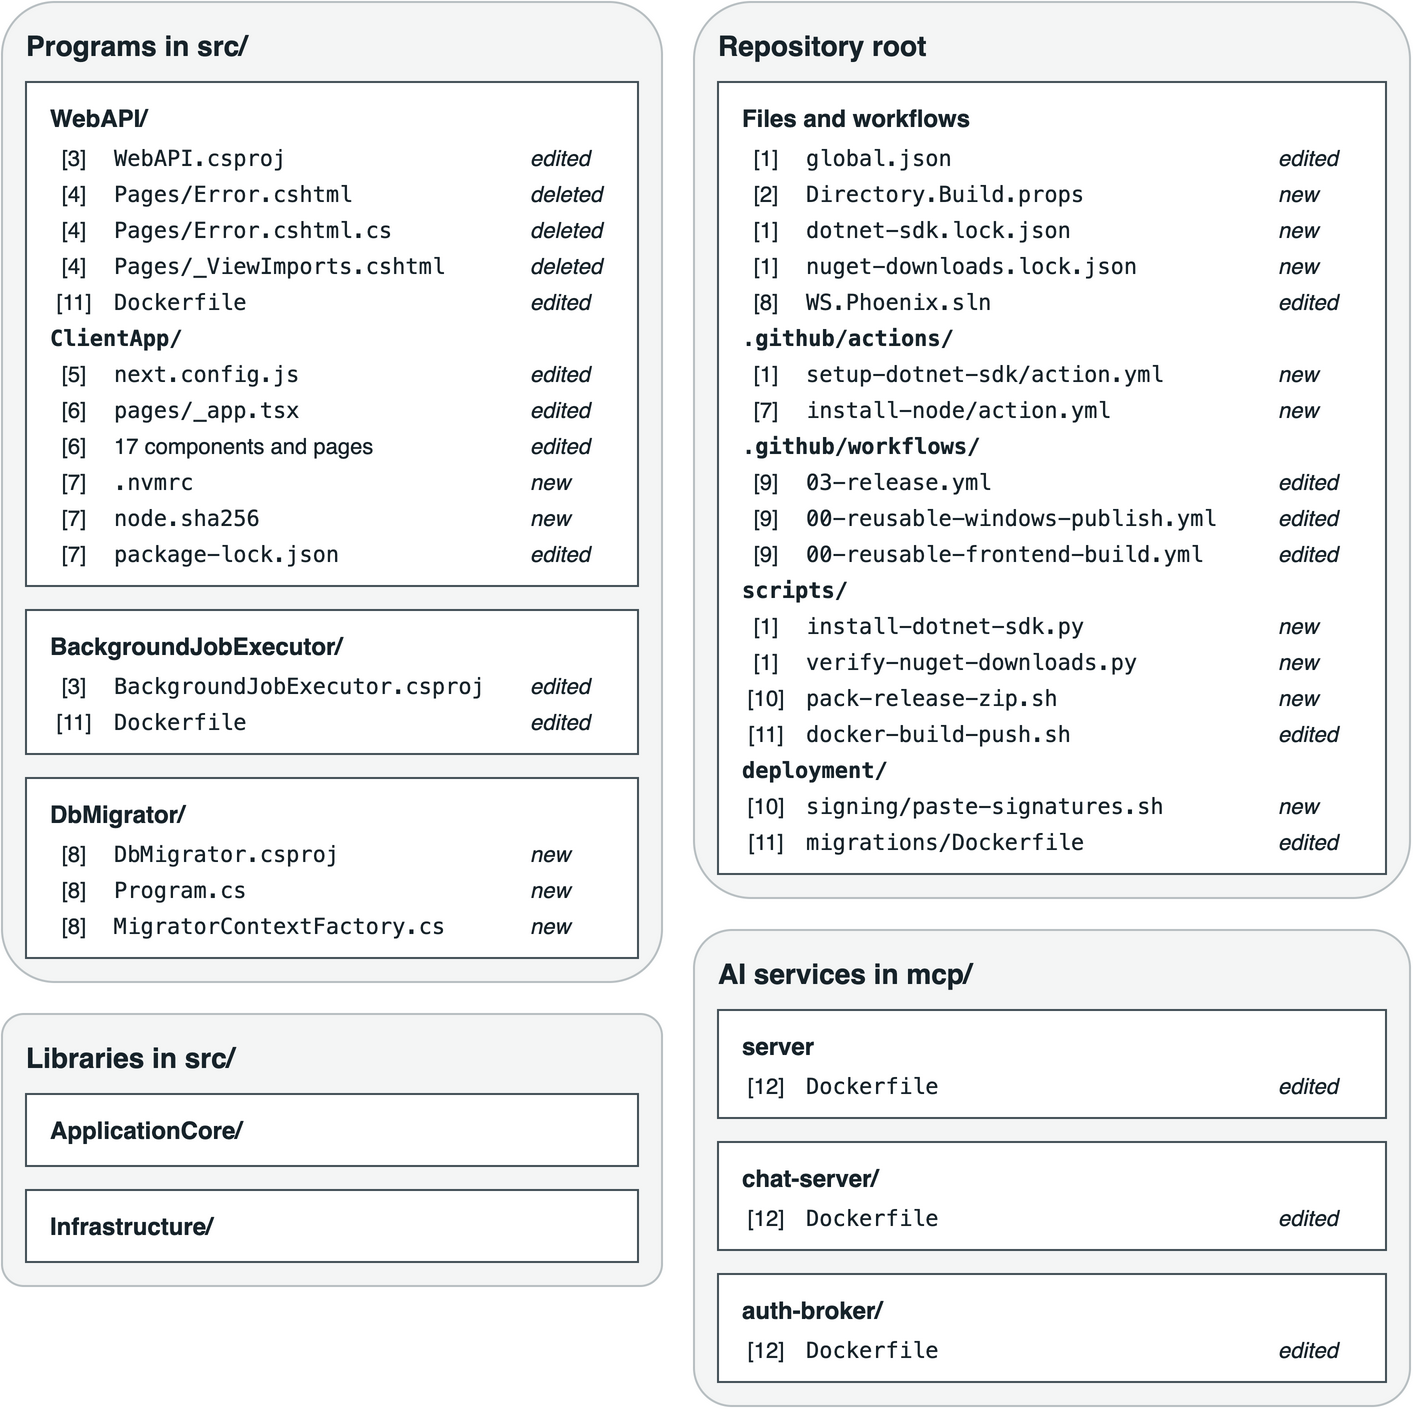 Programs in src/
WebAPI/
[3] WebAPI.csproj edited
[4] Pages/Error.cshtml deleted
[4] Pages/Error.cshtml.cs deleted
[4] Pages/_ViewImports.cshtml deleted
[11] Dockerfile edited
ClientApp/
[5] next.config.js edited
[6] pages/_app.tsx edited
[6] 17 components and pages edited
[7] .nvmrc new
[7] node.sha256 new
[7] package-lock.json edited
BackgroundJobExecutor/
[3] BackgroundJobExecutor.csproj edited
[11] Dockerfile edited
DbMigrator/
[8] DbMigrator.csproj new
[8] Program.cs new
[8] MigratorContextFactory.cs new
Libraries in src/
ApplicationCore/
Infrastructure/
Repository root
Files and workflows
[1] global.json edited
[2] Directory.Build.props new
[1] dotnet-sdk.lock.json new
[1] nuget-downloads.lock.json new
[8] WS.Phoenix.sln edited
.github/actions/
[1] setup-dotnet-sdk/action.yml new
[7] install-node/action.yml new
.github/workflows/
[9] 03-release.yml edited
[9] 00-reusable-windows-publish.yml edited
[9] 00-reusable-frontend-build.yml edited
scripts/
[1] install-dotnet-sdk.py new
[1] verify-nuget-downloads.py new
[10] pack-release-zip.sh new
[11] docker-build-push.sh edited
deployment/
[10] signing/paste-signatures.sh new
[11] migrations/Dockerfile edited
AI services in mcp/
server
[12] Dockerfile edited
chat-server/
[12] Dockerfile edited
auth-broker/
[12] Dockerfile edited